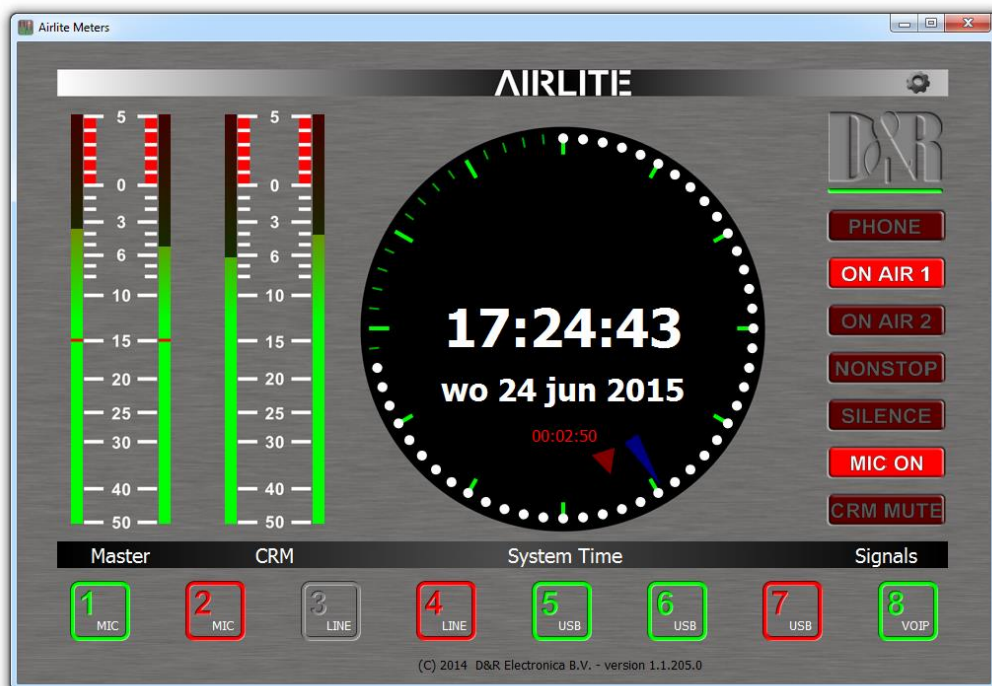 Airlite Meters
AIRLITE
D&R
5 5
0 0
3 3
6 6
10 10
15 15
20 20
25 25
30 30
40 40
50 50
17:24:43
wo 24 jun 2015
00:02:50
PHONE
ON AIR 1
ON AIR 2
NONSTOP
SILENCE
MIC ON
CRM MUTE
Master CRM System Time Signals
1 MIC
2 MIC
3 LINE
4 LINE
5 USB
6 USB
7 USB
8 VOIP
(C) 2014 D&R Electronica B.V. - version 1.1.205.0